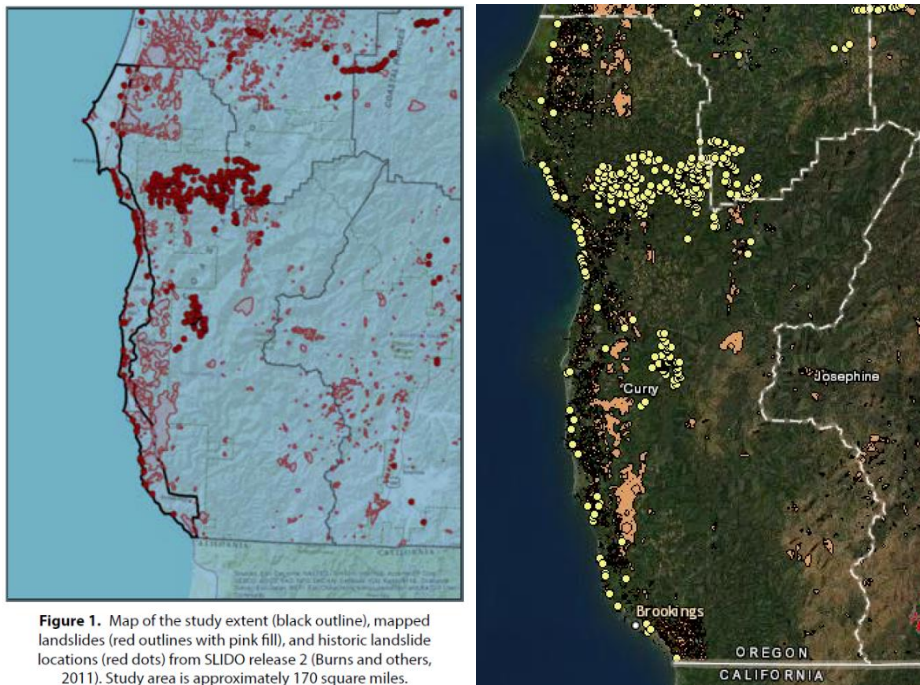 CALIFORNIA
Figure 1. Map of the study extent (black outline), mapped
landslides (red outlines with pink fill), and historic landslide
locations (red dots) from SLIDO release 2 (Burns and others,
2011). Study area is approximately 170 square miles.
Curry
Josephine
Brookings
OREGON
CALIFORNIA